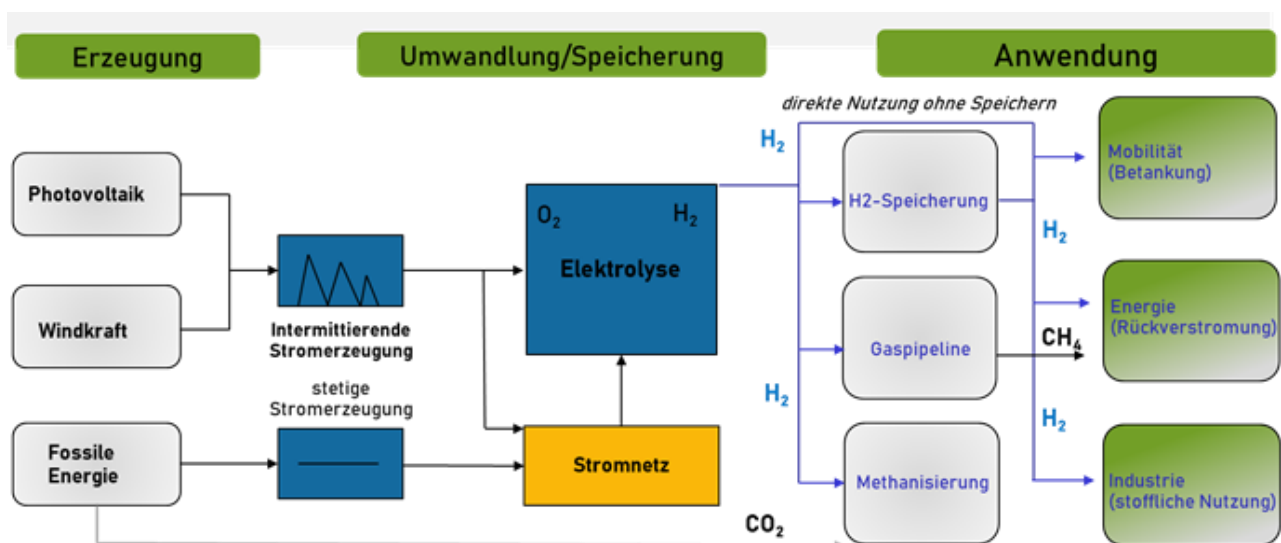 Erzeugung
Umwandlung/Speicherung
Anwendung
direkte Nutzung ohne Speichern
Photovoltaik
Windkraft
Fossile
Energie
Intermittierende
Stromerzeugung
stetige
Stromerzeugung
O₂
H₂
Elektrolyse
Stromnetz
H₂
H₂
CO₂
H2-Speicherung
Gaspipeline
Methanisierung
H₂
CH₄
H₂
Mobilität
(Betankung)
Energie
(Rückverstromung)
Industrie
(stoffliche Nutzung)